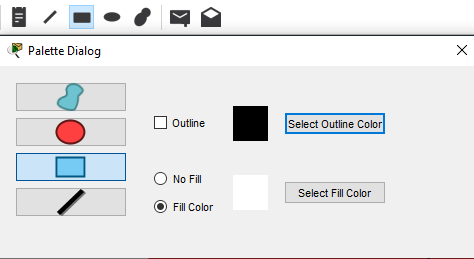 Palette Dialog
Outline
Select Outline Color
No Fill
Fill Color
Select Fill Color